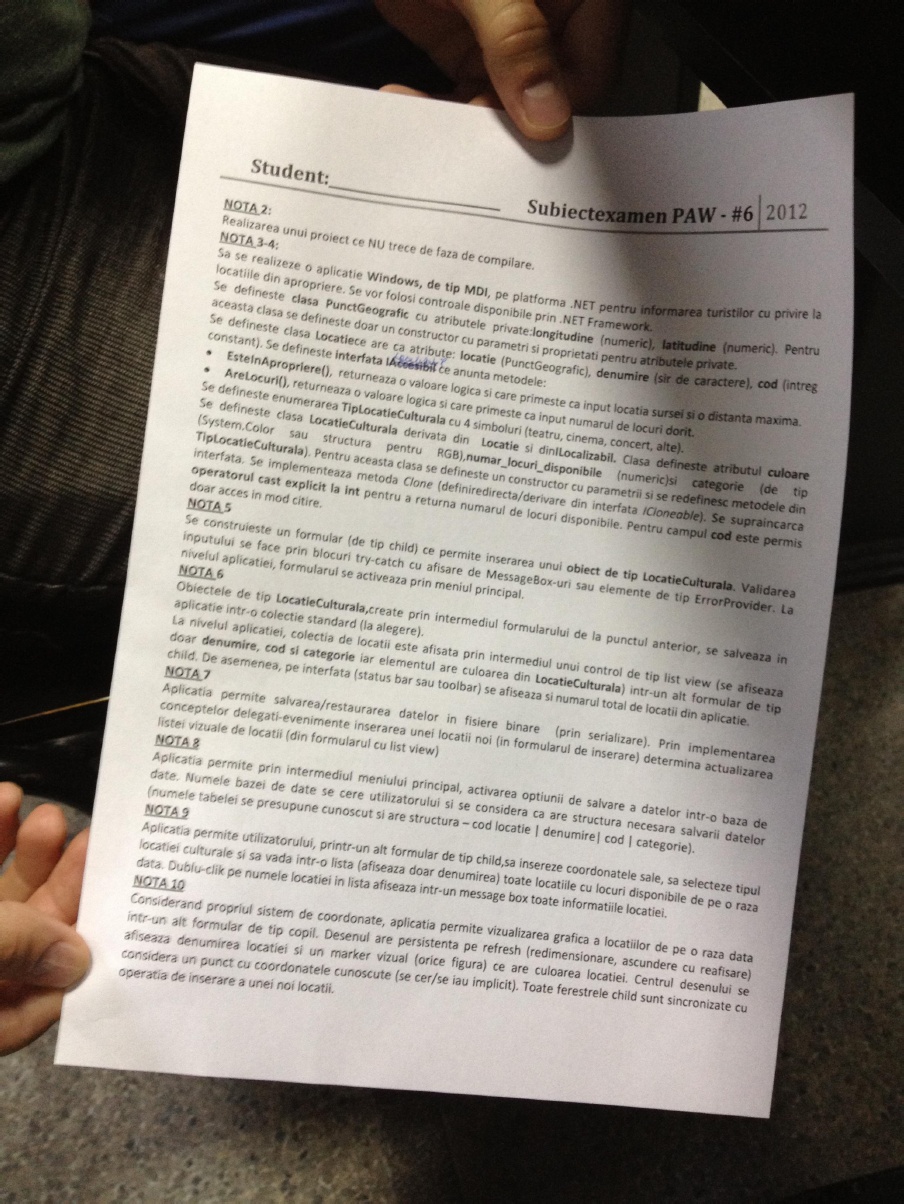 Student:____________________
Subiectexamen PAW - #6 | 2012
NOTA 2:
Realizarea unui proiect ce NU trece de faza de compilare.
NOTA 3-4:
Sa se realizeze o aplicatie Windows, de tip MDI, pe platforma .NET pentru informarea turistilor cu privire la
locatiile din apropriere. Se vor folosi controale disponibile prin .NET Framework.
Se defineste clasa PunctGeografic cu atributele private:longitudine (numeric), latitudine (numeric). Pentru
aceasta clasa se defineste doar un constructor cu parametri si proprietati pentru atributele private.
Se defineste clasa Locatiece are ca atribute: locatie (PunctGeografic), denumire (sir de caractere), cod (intreg
constant). Se defineste interfata IAccesibil ce anunta metodele:
• EsteInApropriere(), returneaza o valoare logica si care primeste ca input locatia sursei si o distanta maxima.
• AreLocuri(), returneaza o valoare logica si care primeste ca input numarul de locuri dorit.
Se defineste enumerarea TipLocatieCulturala cu 4 simboluri (teatru, cinema, concert, alte).
Se defineste clasa LocatieCulturala derivata din Locatie si dinILocalizabil. Clasa defineste atributul culoare
(System.Color sau structura pentru RGB),numar_locuri_disponibile (numeric)si categorie (de tip
TipLocatieCulturala). Pentru aceasta clasa se defineste un constructor cu parametrii si se redefinesc metodele din
interfata. Se implementeaza metoda Clone (definiredirecta/derivare din interfata ICloneable). Se supraincarca
operatorul cast explicit la int pentru a returna numarul de locuri disponibile. Pentru campul cod este permis
doar acces in mod citire.
NOTA 5
Se construieste un formular (de tip child) ce permite inserarea unui obiect de tip LocatieCulturala. Validarea
inputului se face prin blocuri try-catch cu afisare de MessageBox-uri sau elemente de tip ErrorProvider. La
nivelul aplicatiei, formularul se activeaza prin meniul principal.
NOTA 6
Obiectele de tip LocatieCulturala,create prin intermediul formularului de la punctul anterior, se salveaza in
aplicatie intr-o colectie standard (la alegere).
La nivelul aplicatiei, colectia de locatii este afisata prin intermediul unui control de tip list view (se afiseaza
doar denumire, cod si categorie iar elementul are culoarea din LocatieCulturala) intr-un alt formular de tip
child. De asemenea, pe interfata (status bar sau toolbar) se afiseaza si numarul total de locatii din aplicatie.
NOTA 7
Aplicatia permite salvarea/restaurarea datelor in fisiere binare (prin serializare). Prin implementarea
conceptelor delegati-evenimente inserarea unei locatii noi (in formularul de inserare) determina actualizarea
listei vizuale de locatii (din formularul cu list view)
NOTA 8
Aplicatia permite prin intermediul meniului principal, activarea optiunii de salvare a datelor intr-o baza de
date. Numele bazei de date se cere utilizatorului si se considera ca are structura necesara salvarii datelor
(numele tabelei se presupune cunoscut si are structura – cod locatie | denumire| cod | categorie).
NOTA 9
Aplicatia permite utilizatorului, printr-un alt formular de tip child,sa insereze coordonatele sale, sa selecteze tipul
locatiei culturale si sa vada intr-o lista (afiseaza doar denumirea) toate locatiile cu locuri disponibile de pe o raza
data. Dublu-clik pe numele locatiei in lista afiseaza intr-un message box toate informatiile locatiei.
NOTA 10
Considerand propriul sistem de coordonate, aplicatia permite vizualizarea grafica a locatiilor de pe o raza data
intr-un alt formular de tip copil. Desenul are persistenta pe refresh (redimensionare, ascundere cu reafisare)
afiseaza denumirea locatiei si un marker vizual (orice figura) ce are culoarea locatiei. Centrul desenului se
considera un punct cu coordonatele cunoscute (se cer/se iau implicit). Toate ferestrele child sunt sincronizate cu
operatia de inserare a unei noi locatii.